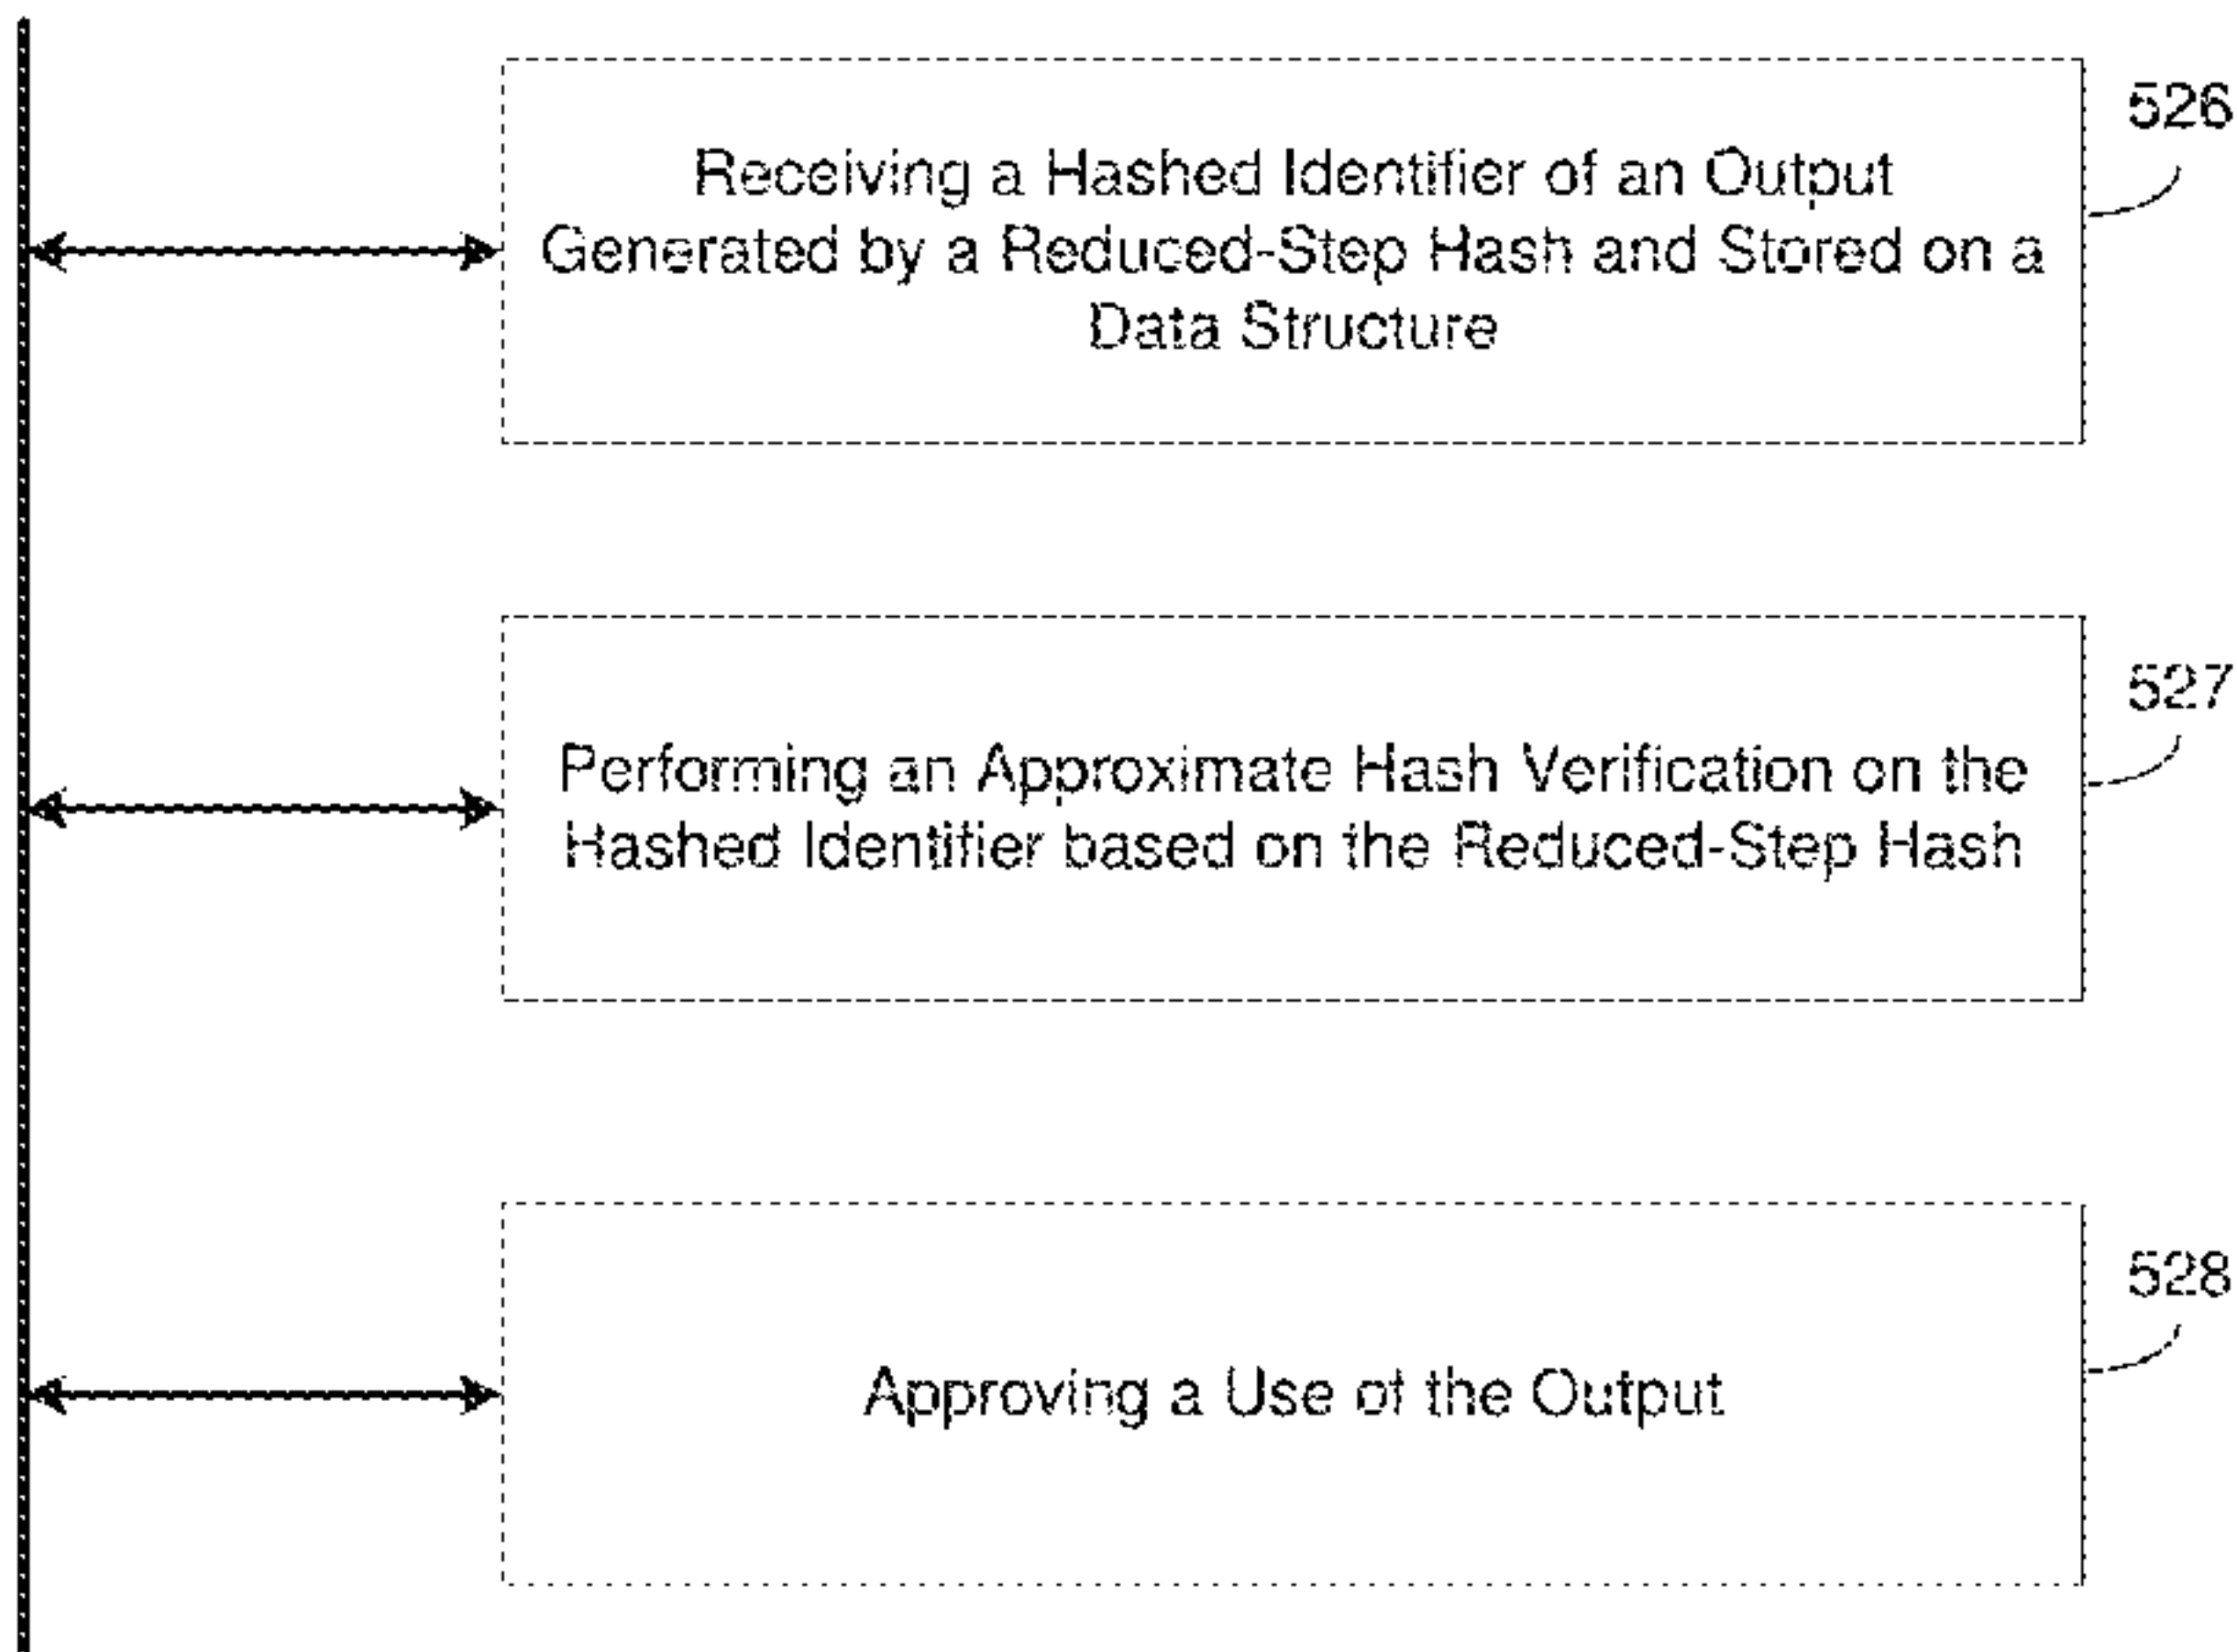 526
Receiving a Hashed Identifier of an Output
Generated by a Reduced-Step Hash and Stored on a
Data Structure
527
Performing an Approximate Hash Verification on the
Hashed Identifier based on the Reduced-Step Hash
528
Approving a Use of the Output